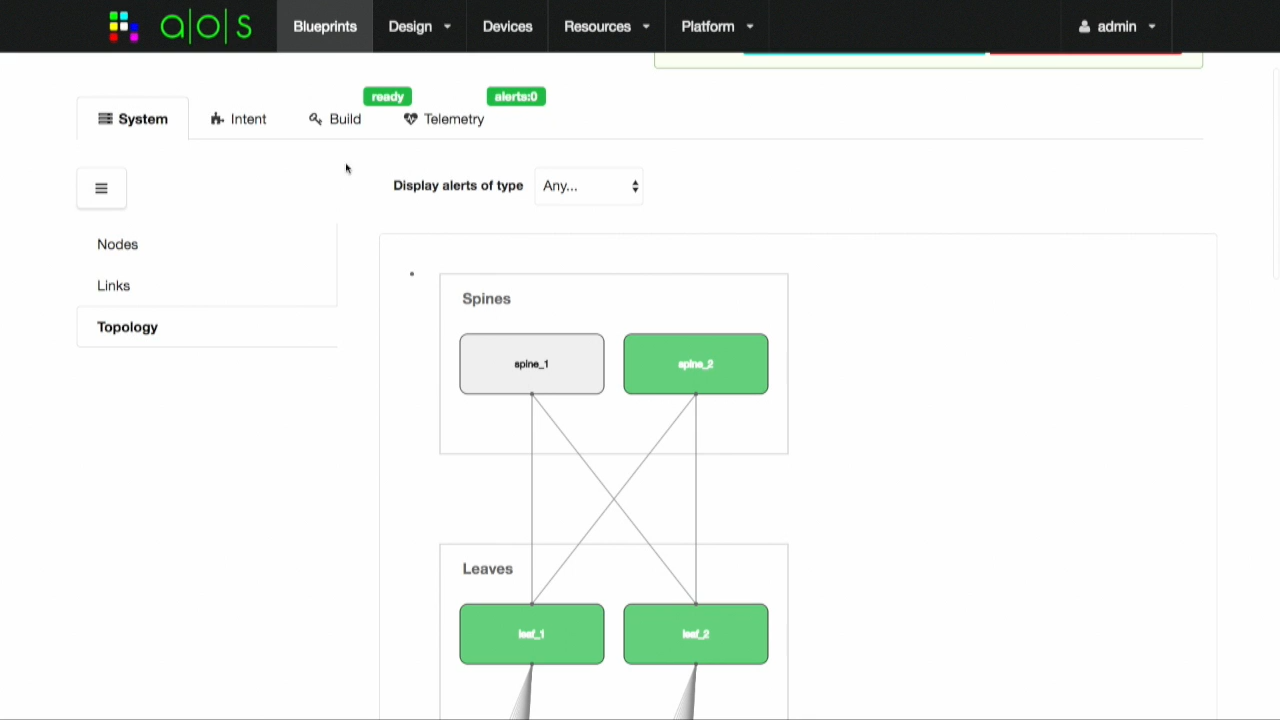 a|o|s Blueprints Design Devices Resources Platform admin
ready alerts:0
System Intent Build Telemetry
Display alerts of type Any...
Nodes
Links
Topology
Spines
spine_1 spine_2
Leaves
leaf_1 leaf_2